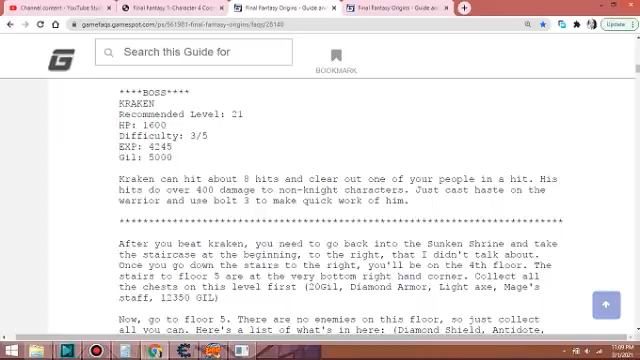 Channel content - YouTube Stu
Final Fantasy 1-Character 4 Co
Final Fantasy Origins - Guide an
Final Fantasy Origins - Guide an
gamefaqs.gamespot.com/ps/561981-final-fantasy-origins/faqs/28140
Update
Search this Guide for
BOOKMARK
****BOSS****
KRAKEN
Recommended Level: 21
HP: 1600
Difficulty: 3/5
EXP: 4245
Gil: 5000
Kraken can hit about 8 hits and clear out one of your people in a hit. His
hits do over 400 damage to non-knight characters. Just cast haste on the
warrior and use bolt 3 to make quick work of him.
*******************************************************************************
After you beat kraken, you need to go back into the Sunken Shrine and take
the staircase at the beginning, to the right, that I didn't talk about.
Once you go down the stairs to the right, you'll be on the 4th floor. The
stairs to floor 5 are at the very bottom right hand corner. Collect all
the chests on this level first (20Gil, Diamond Armor, Light axe, Mage's
staff, 12350 GIL)
Now, go to floor 5. There are no enemies on this floor, so just collect
all you can. Here's a list of what's in here: (Diamond Shield, Antidote,
11:09 PM